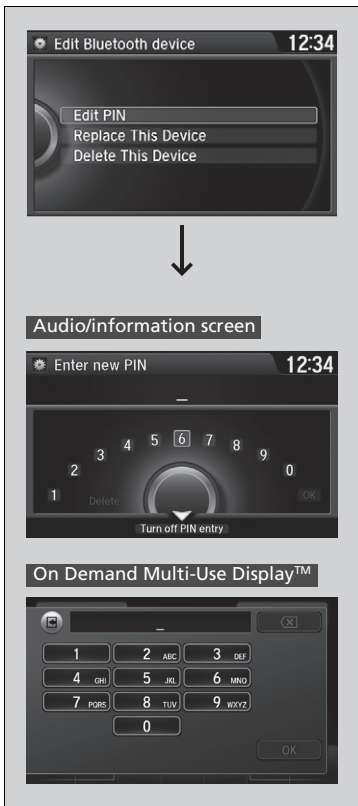 Edit Bluetooth device 12:34
Edit PIN
Replace This Device
Delete This Device
Audio/information screen
Enter new PIN 12:34
_
1 2 3 4 5 6 7 8 9 0
Delete OK
Turn off PIN entry
On Demand Multi-Use Display™
_
1 2 ABC 3 DEF
4 GHI 5 JKL 6 MNO
7 PQRS 8 TUV 9 WXYZ
0
OK